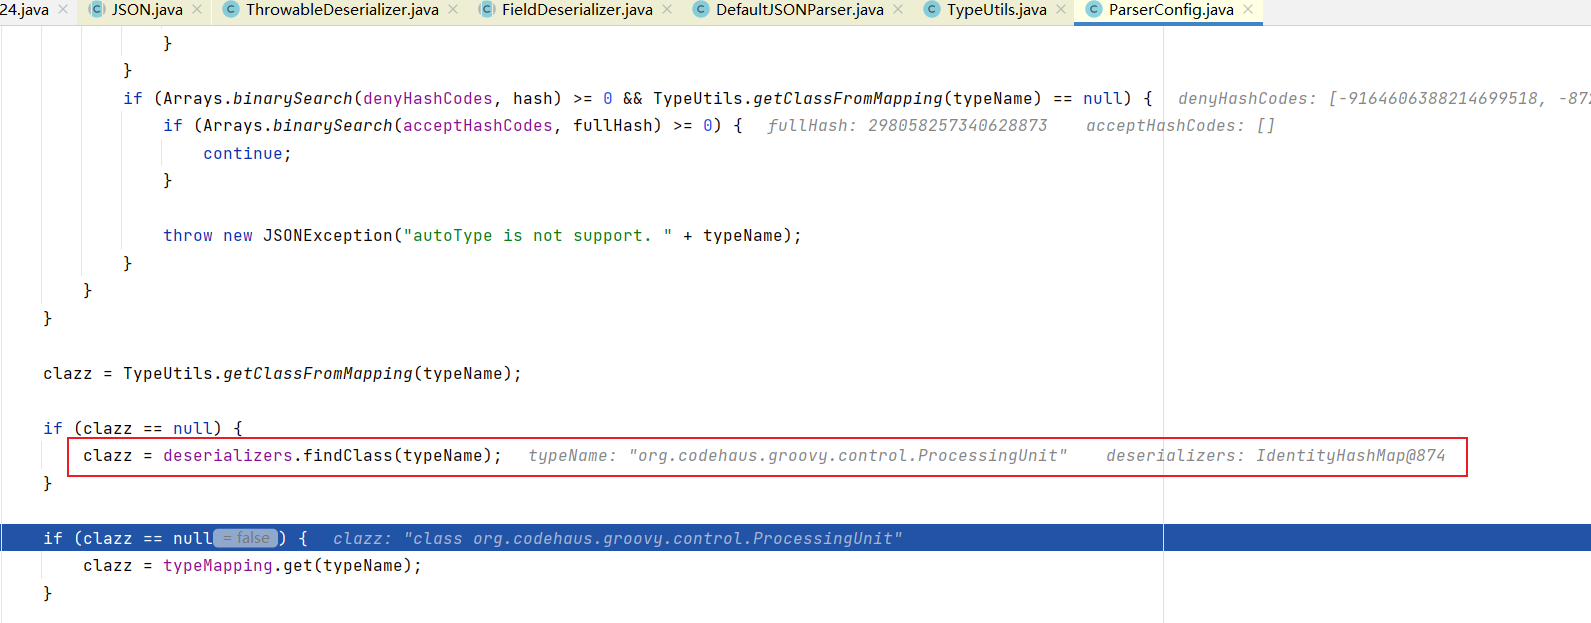 24.java JSON.java ThrowableDeserializer.java FieldDeserializer.java DefaultJSONParser.java TypeUtils.java ParserConfig.java
}
}
if (Arrays.binarySearch(denyHashCodes, hash) >= 0 && TypeUtils.getClassFromMapping(typeName) == null) { denyHashCodes: [-9164606388214699518, -872
if (Arrays.binarySearch(acceptHashCodes, fullHash) >= 0) { fullHash: 298058257340628873 acceptHashCodes: []
continue;
}
throw new JSONException("autoType is not support. " + typeName);
}
}
}
clazz = TypeUtils.getClassFromMapping(typeName);
if (clazz == null) {
clazz = deserializers.findClass(typeName); typeName: "org.codehaus.groovy.control.ProcessingUnit" deserializers: IdentityHashMap@874
}
if (clazz == null = false ) { clazz: "class org.codehaus.groovy.control.ProcessingUnit"
clazz = typeMapping.get(typeName);
}